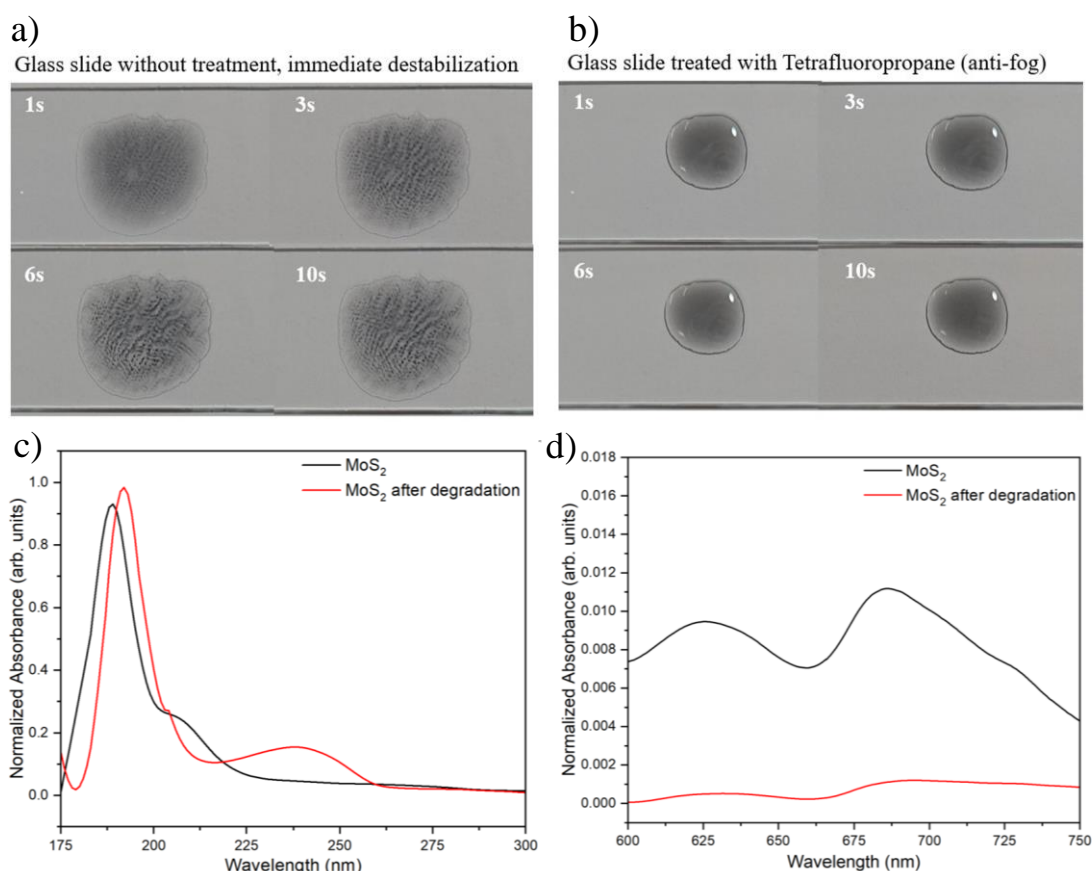 a)
Glass slide without treatment, immediate destabilization
1s
3s
6s
10s
b)
Glass slide treated with Tetrafluoropropane (anti-fog)
1s
3s
6s
10s
c)
Normalized Absorbance (arb. units)
1.0
0.8
0.6
0.4
0.2
0.0
MoS₂
MoS₂ after degradation
175 200 225 250 275 300
Wavelength (nm)
d)
Normalized Absorbance (arb. units)
0.018
0.016
0.014
0.012
0.010
0.008
0.006
0.004
0.002
0.000
MoS₂
MoS₂ after degradation
600 625 650 675 700 725 750
Wavelength (nm)